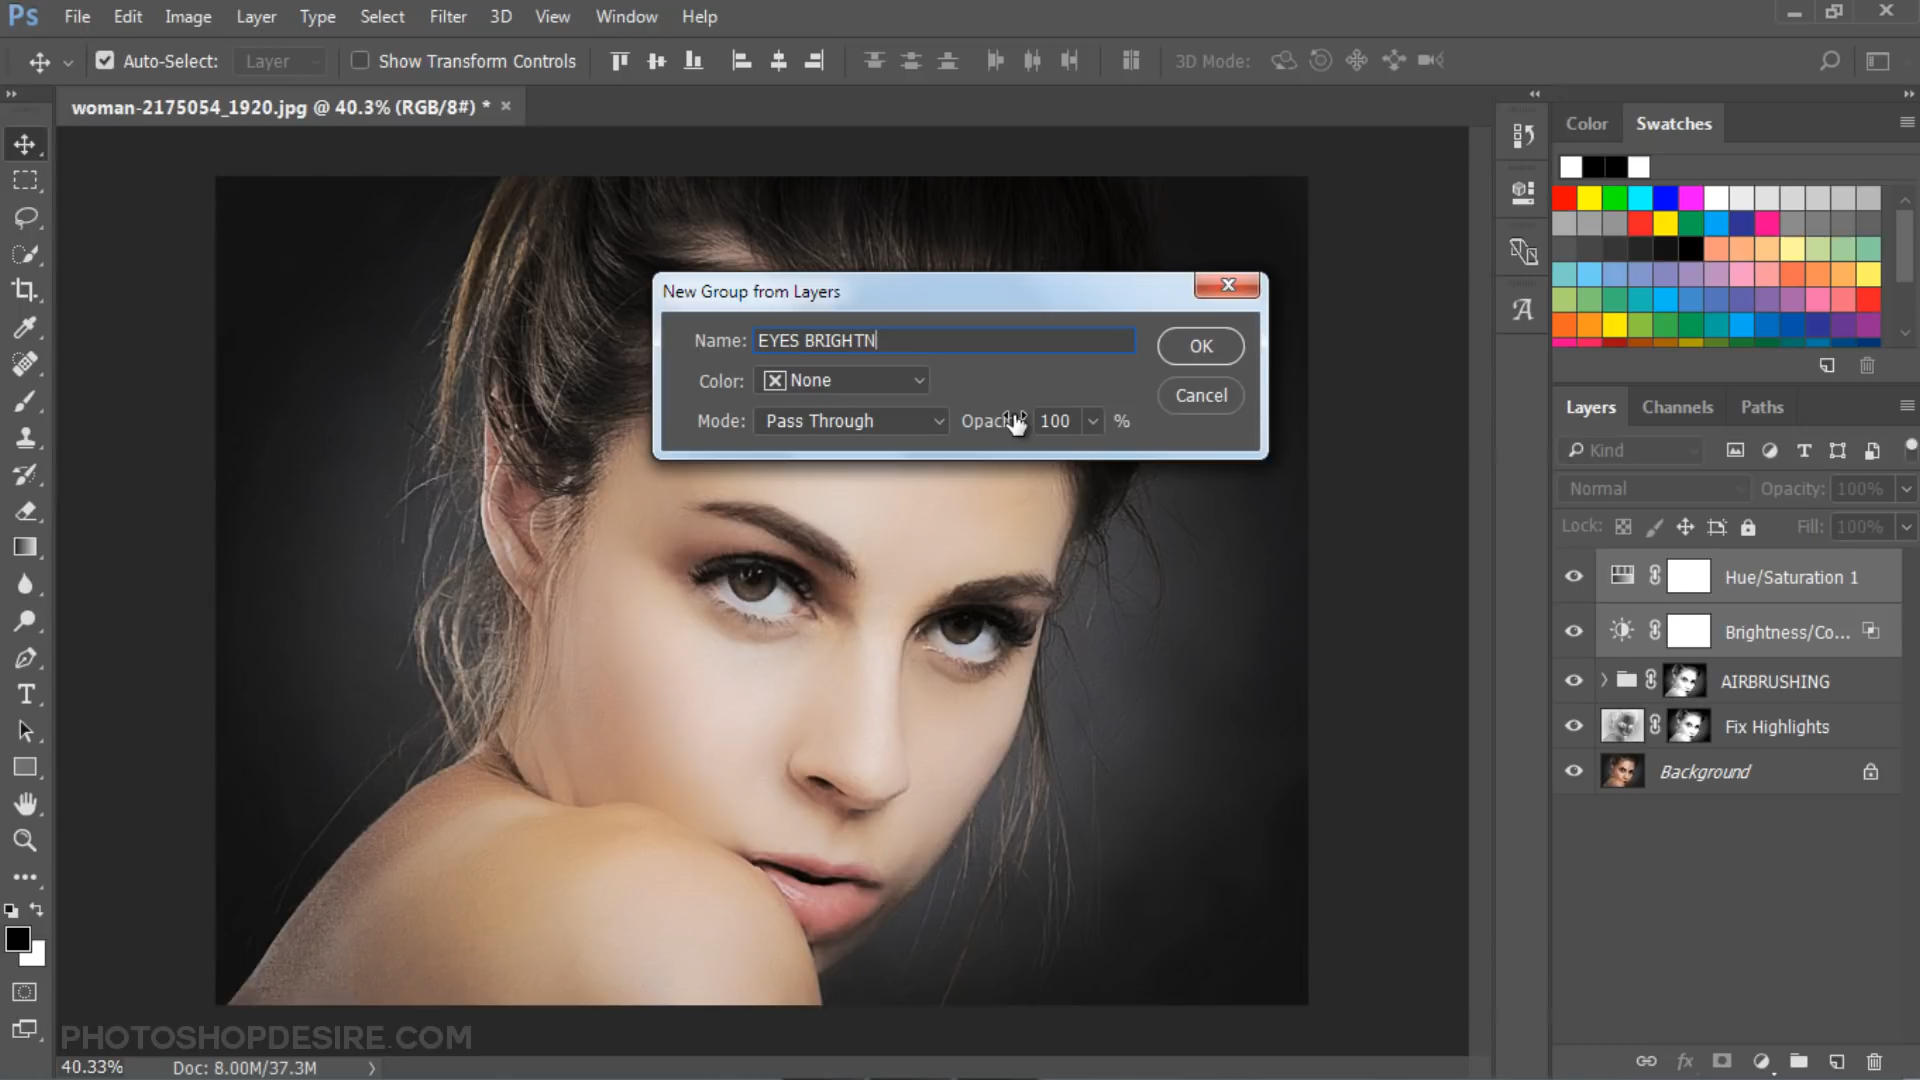 Ps File Edit Image Layer Type Select Filter 3D View Window Help
Auto-Select: Layer Show Transform Controls 3D Mode:
woman-2175054_1920.jpg @ 40.3% (RGB/8#) *
Color Swatches
New Group from Layers
Name: EYES BRIGHTN
OK
Color: None
Cancel
Mode: Pass Through Opacity: 100 %
Layers Channels Paths
Kind
Normal Opacity: 100%
Lock: Fill: 100%
Hue/Saturation 1
Brightness/Co...
AIRBRUSHING
Fix Highlights
Background
PHOTOSHOPDESIRE.COM
40.33% Doc: 8.00M/37.3M
fx